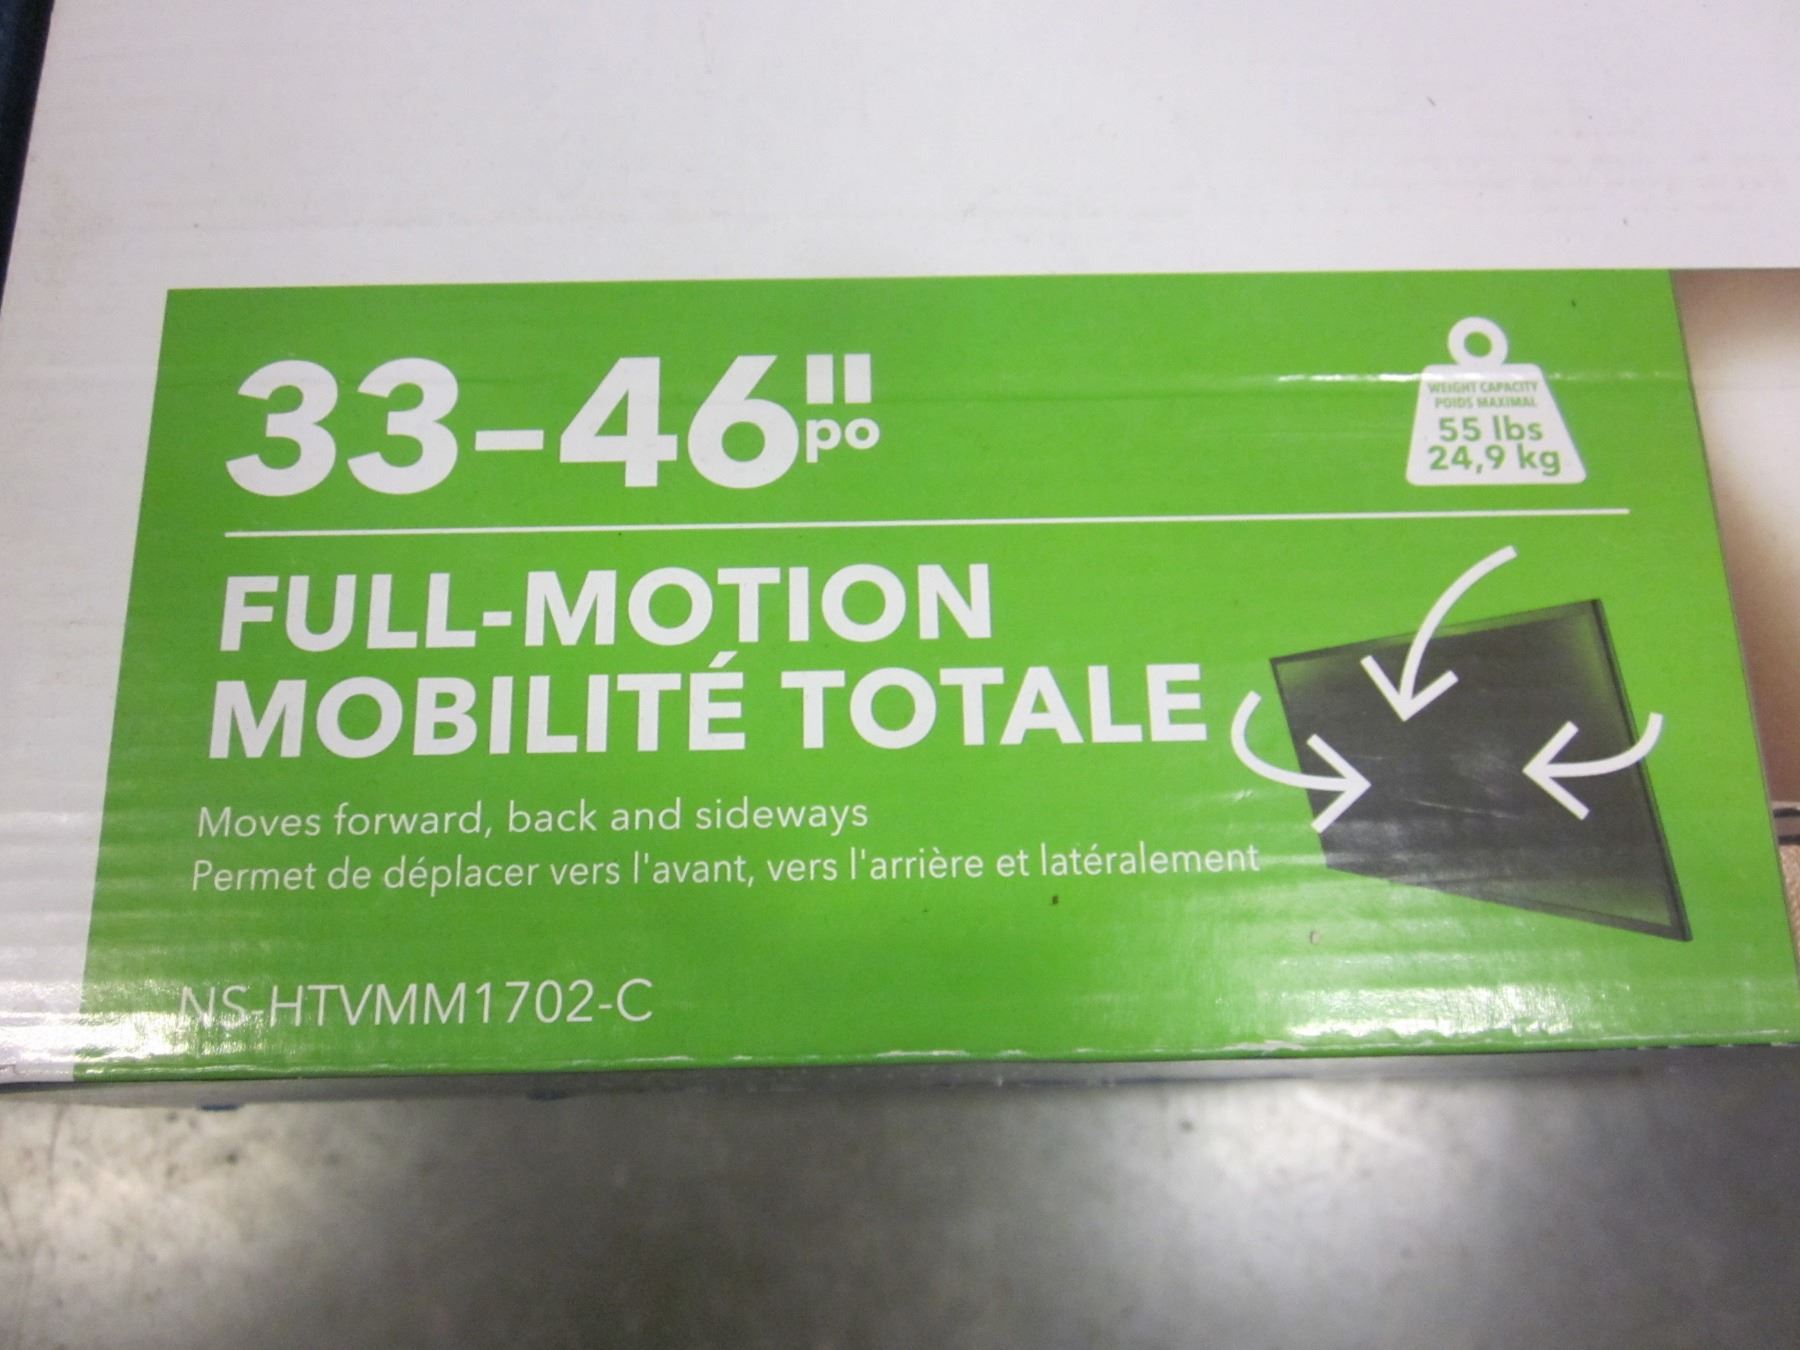 33-46"
po
WEIGHT CAPACITY
POIDS MAXIMAL
55 lbs
24,9 kg
FULL-MOTION
MOBILITÉ TOTALE
Moves forward, back and sideways
Permet de déplacer vers l'avant, vers l'arrière et latéralement
NS-HTVMM1702-C